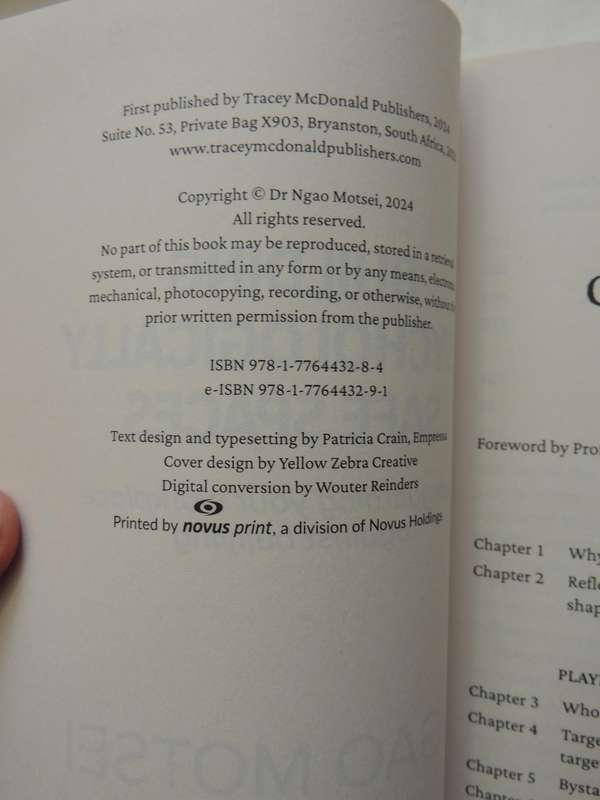 First published by Tracey McDonald Publishers, 2024
Suite No. 53, Private Bag X903, Bryanston, South Africa,
www.traceymcdonaldpublishers.com
Copyright © Dr Ngao Motsei, 2024
All rights reserved.
No part of this book may be reproduced, stored in a retrieval
system, or transmitted in any form or by any means,
mechanical, photocopying, recording, or otherwise,
prior written permission from the publisher.
ISBN 978-1-7764432-8-4
e-ISBN 978-1-7764432-9-1
Text design and typesetting by Patricia Crain, Empressa
Cover design by Yellow Zebra Creative
Digital conversion by Wouter Reinders
Printed by novus print, a division of Novus Holdings
Foreword by
Chapter 1 Why
Chapter 2
Chapter 3 Who
Chapter 4
Chapter 5